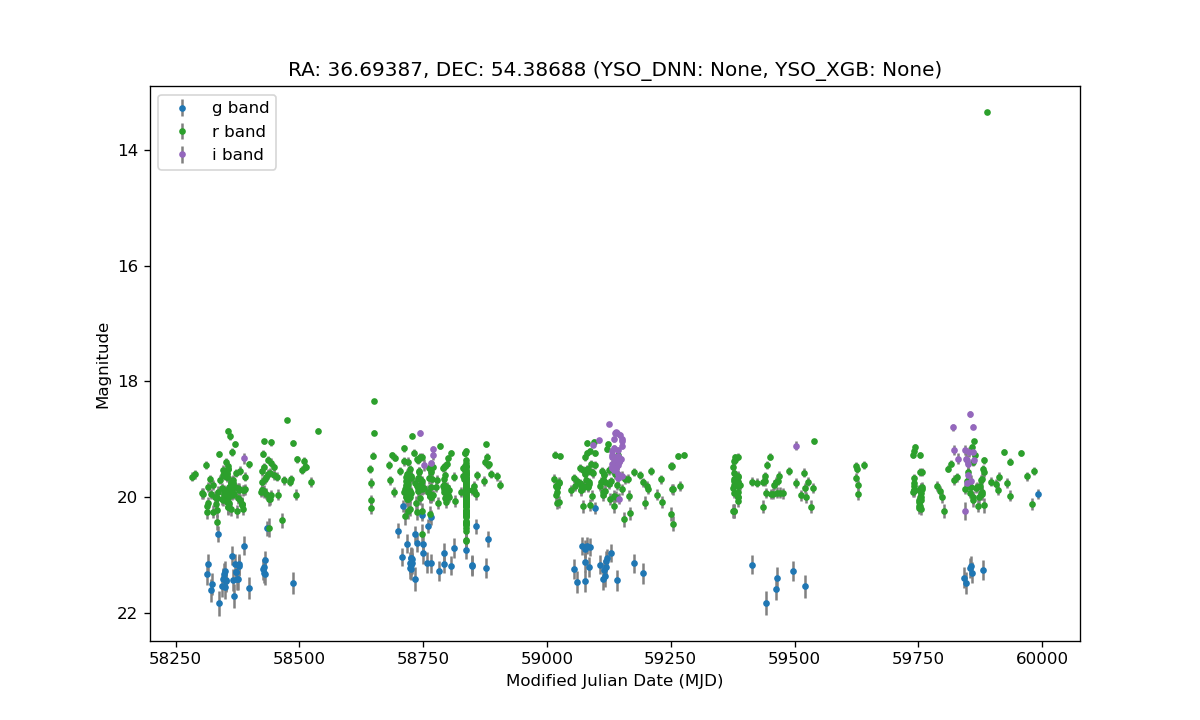 RA: 36.69387, DEC: 54.38688 (YSO_DNN: None, YSO_XGB: None)
g band
r band
i band
14
16
18
20
22
Magnitude
58250 58500 58750 59000 59250 59500 59750 60000
Modified Julian Date (MJD)